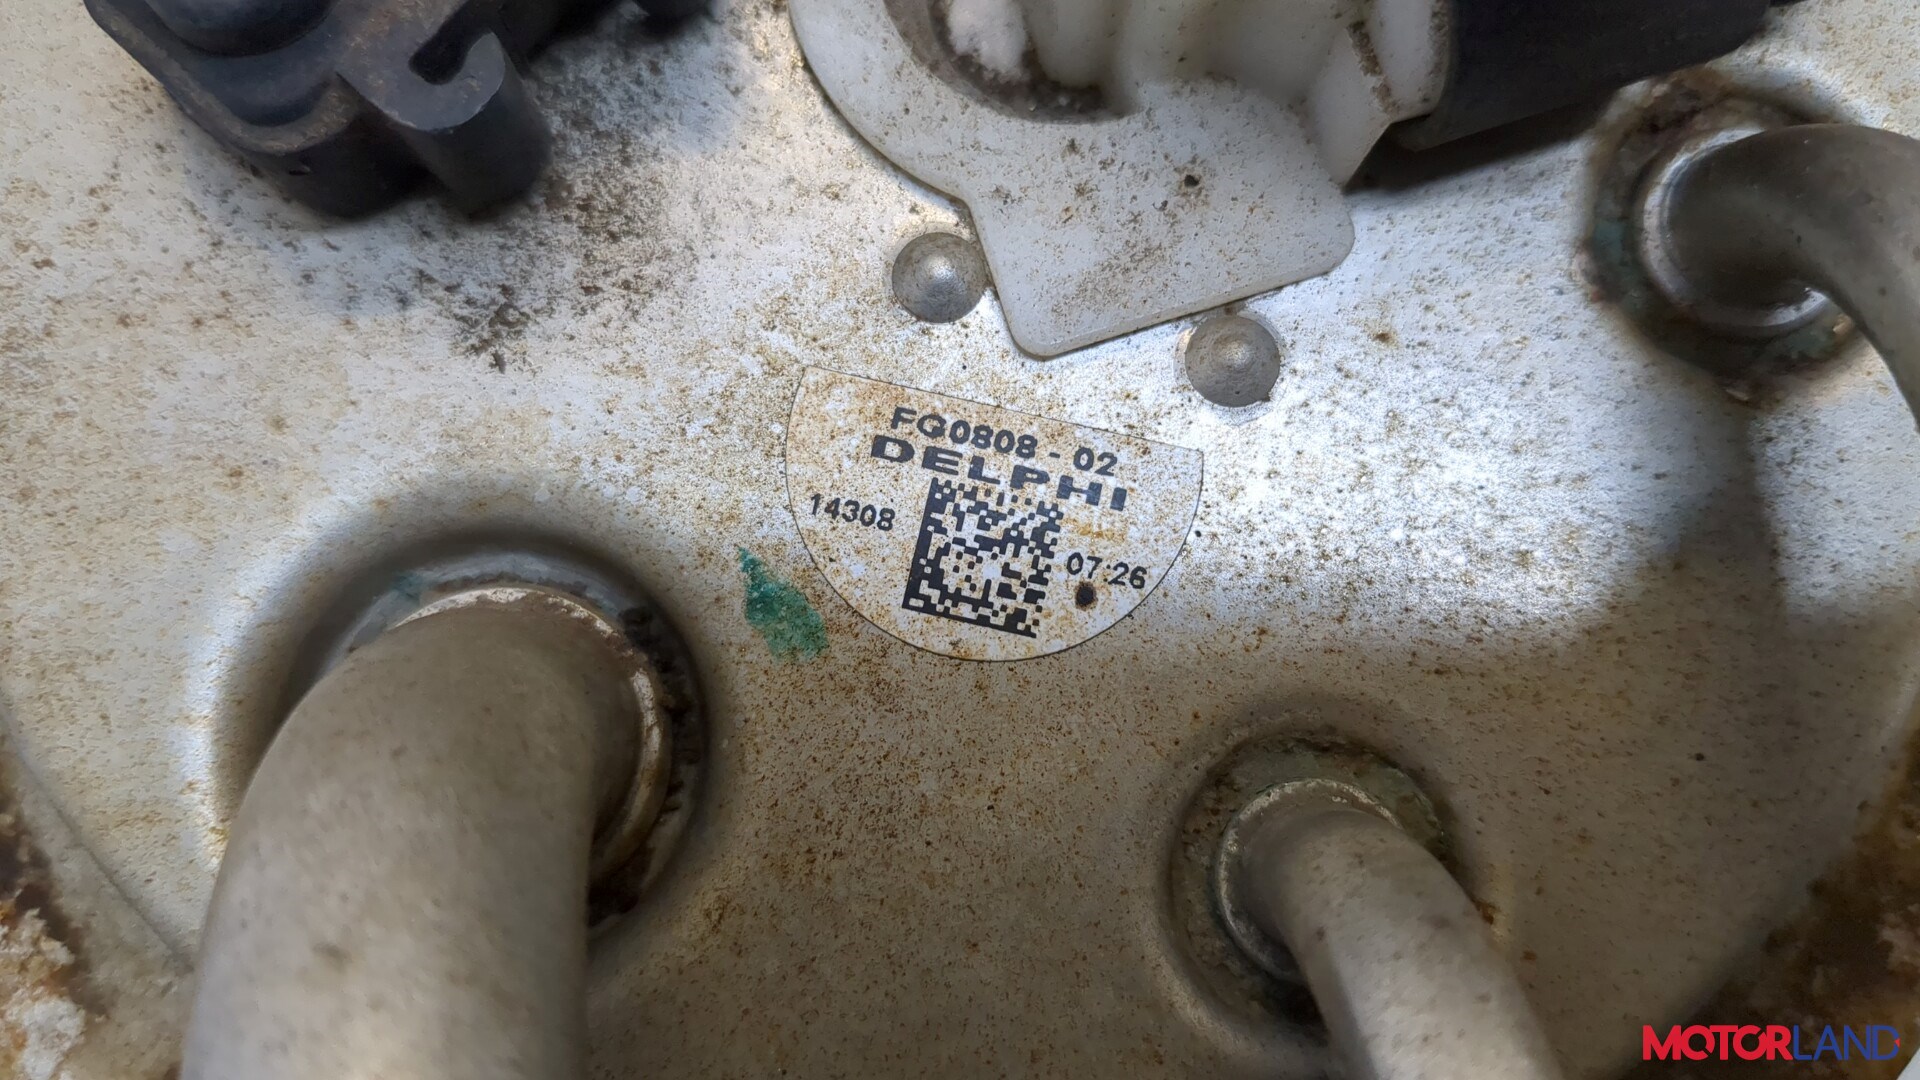 FG0808 - 02
DELPHI
14308
07:26
MOTORLAND